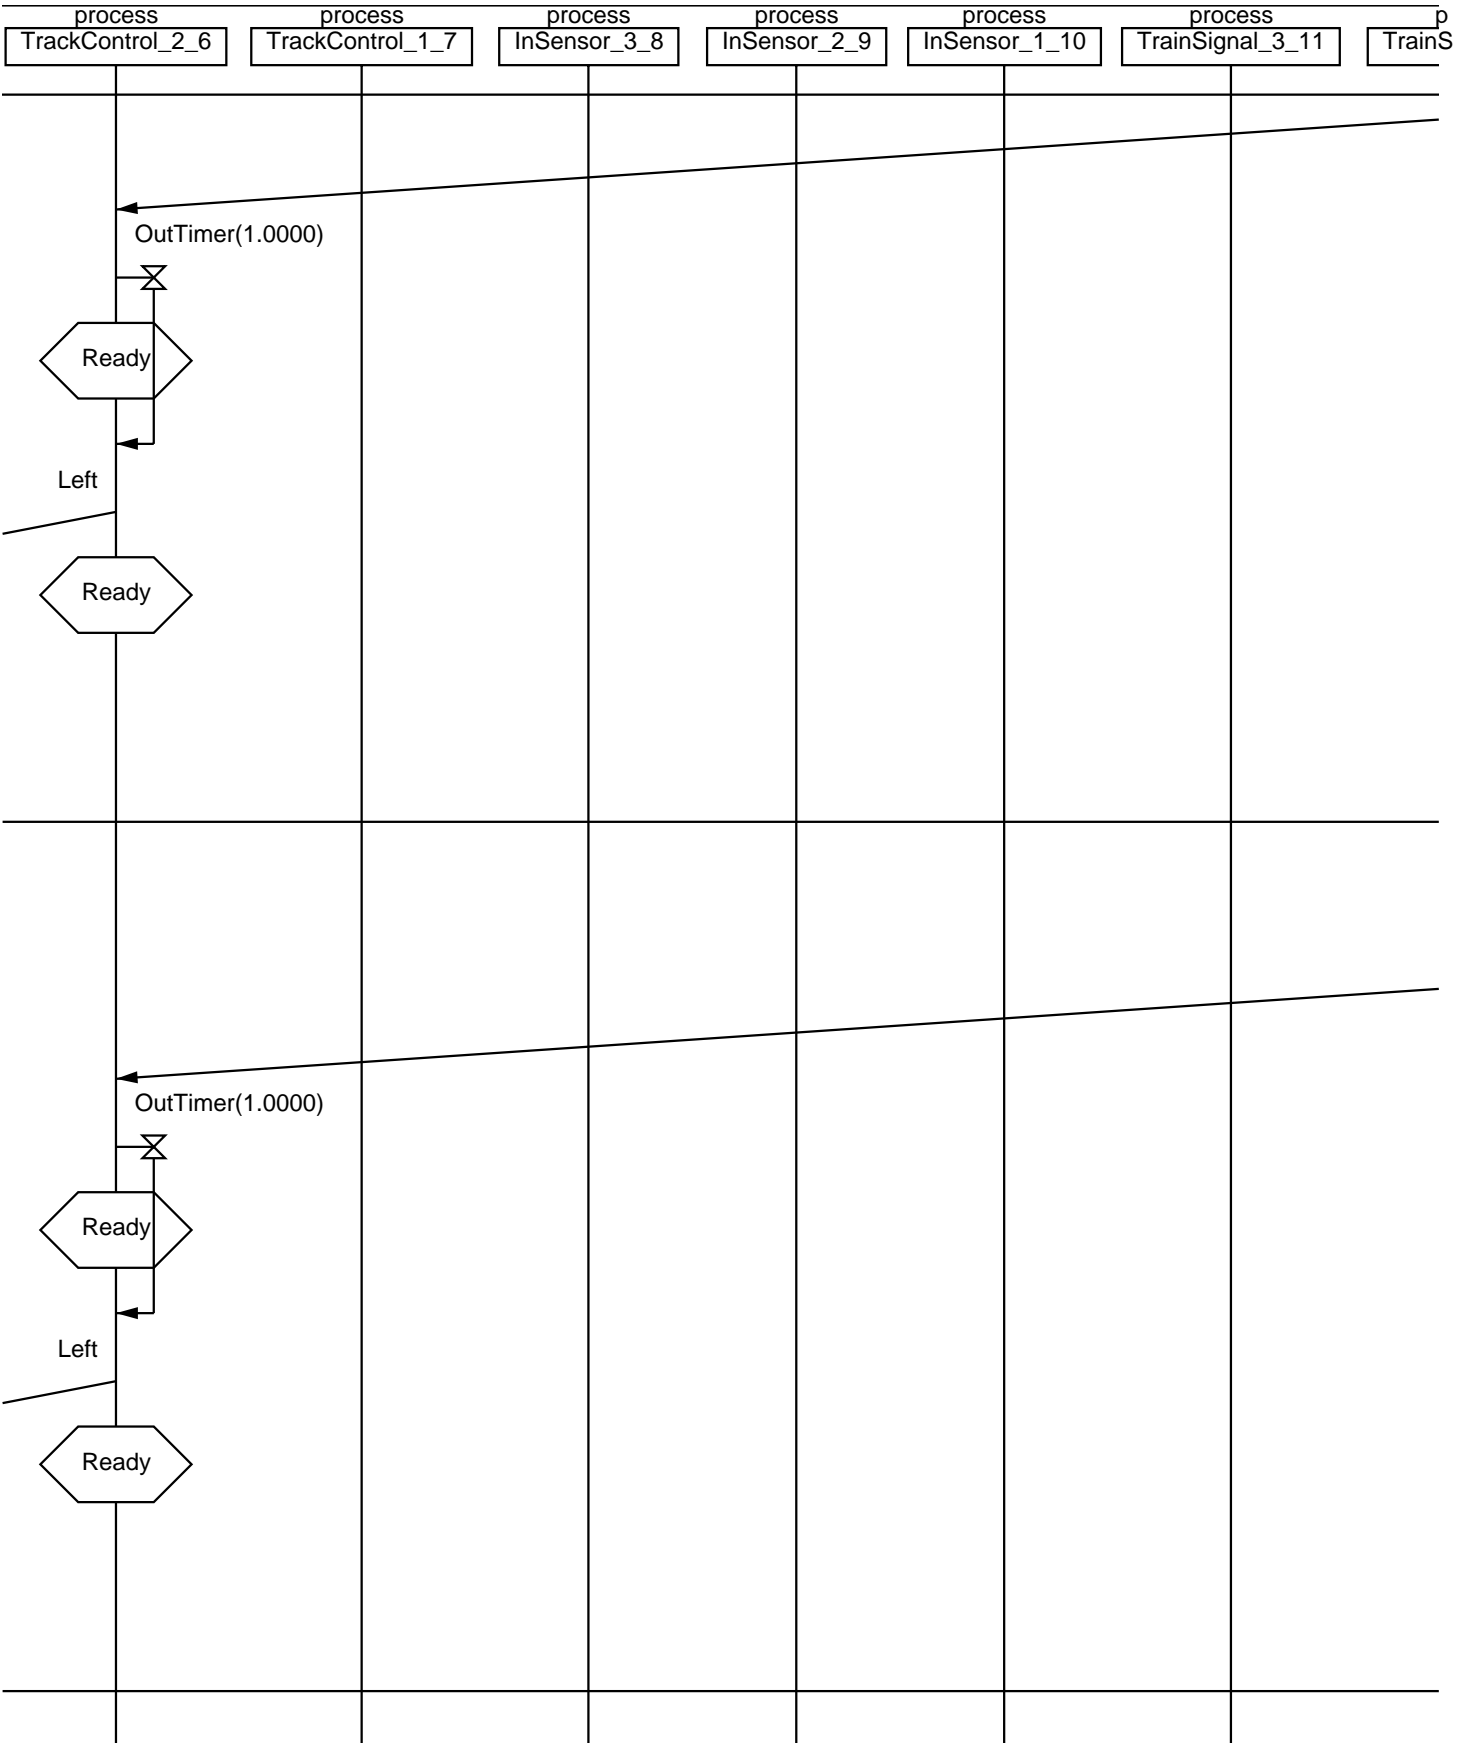 process process process process process process p
TrackControl_2_6 TrackControl_1_7 InSensor_3_8 InSensor_2_9 InSensor_1_10 TrainSignal_3_11 TrainS
OutTimer(1.0000)
Ready
Left
Ready
OutTimer(1.0000)
Ready
Left
Ready